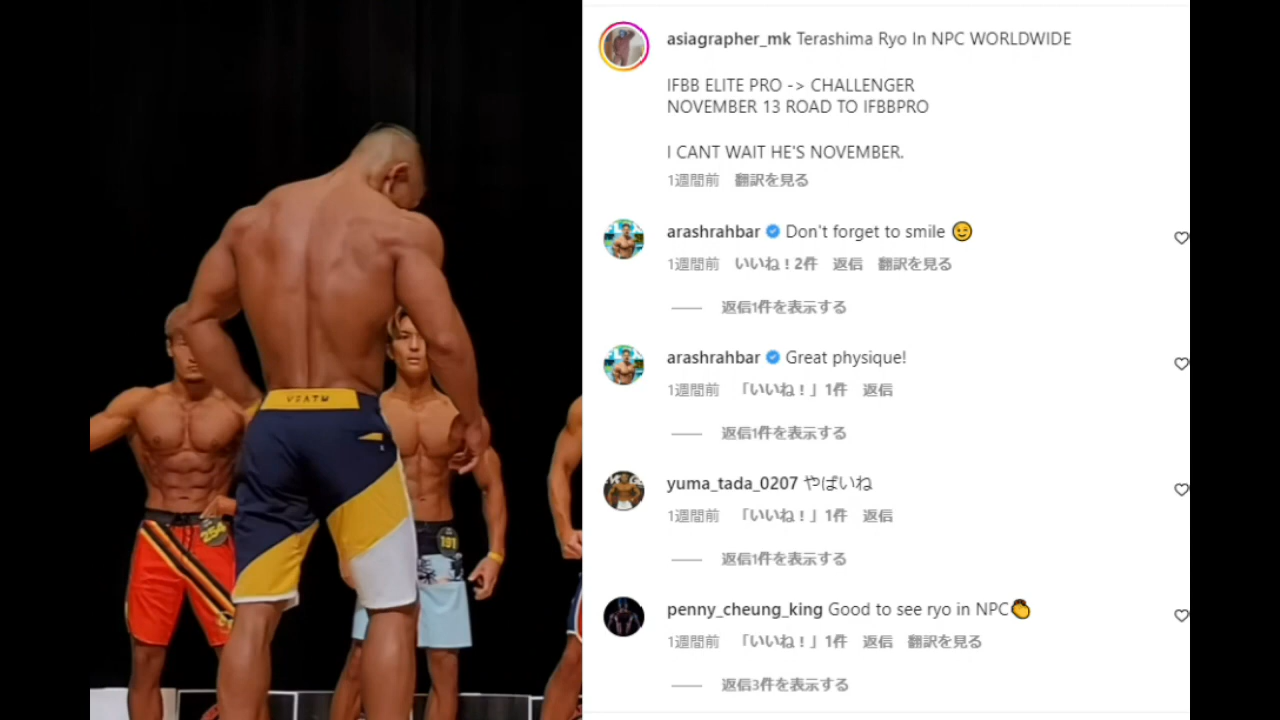 asiagrapher_mk Terashima Ryo In NPC WORLDWIDE
IFBB ELITE PRO -> CHALLENGER
NOVEMBER 13 ROAD TO IFBBPRO
I CANT WAIT HE'S NOVEMBER.
1週間前 翻訳を見る
arashrahbar Don't forget to smile 😉
1週間前 いいね！2件 返信 翻訳を見る
返信1件を表示する
arashrahbar Great physique!
1週間前 「いいね！」1件 返信
返信1件を表示する
yuma_tada_0207 やばいね
1週間前 「いいね！」1件 返信
返信1件を表示する
penny_cheung_king Good to see ryo in NPC👏
1週間前 「いいね！」1件 返信 翻訳を見る
返信3件を表示する
254
191